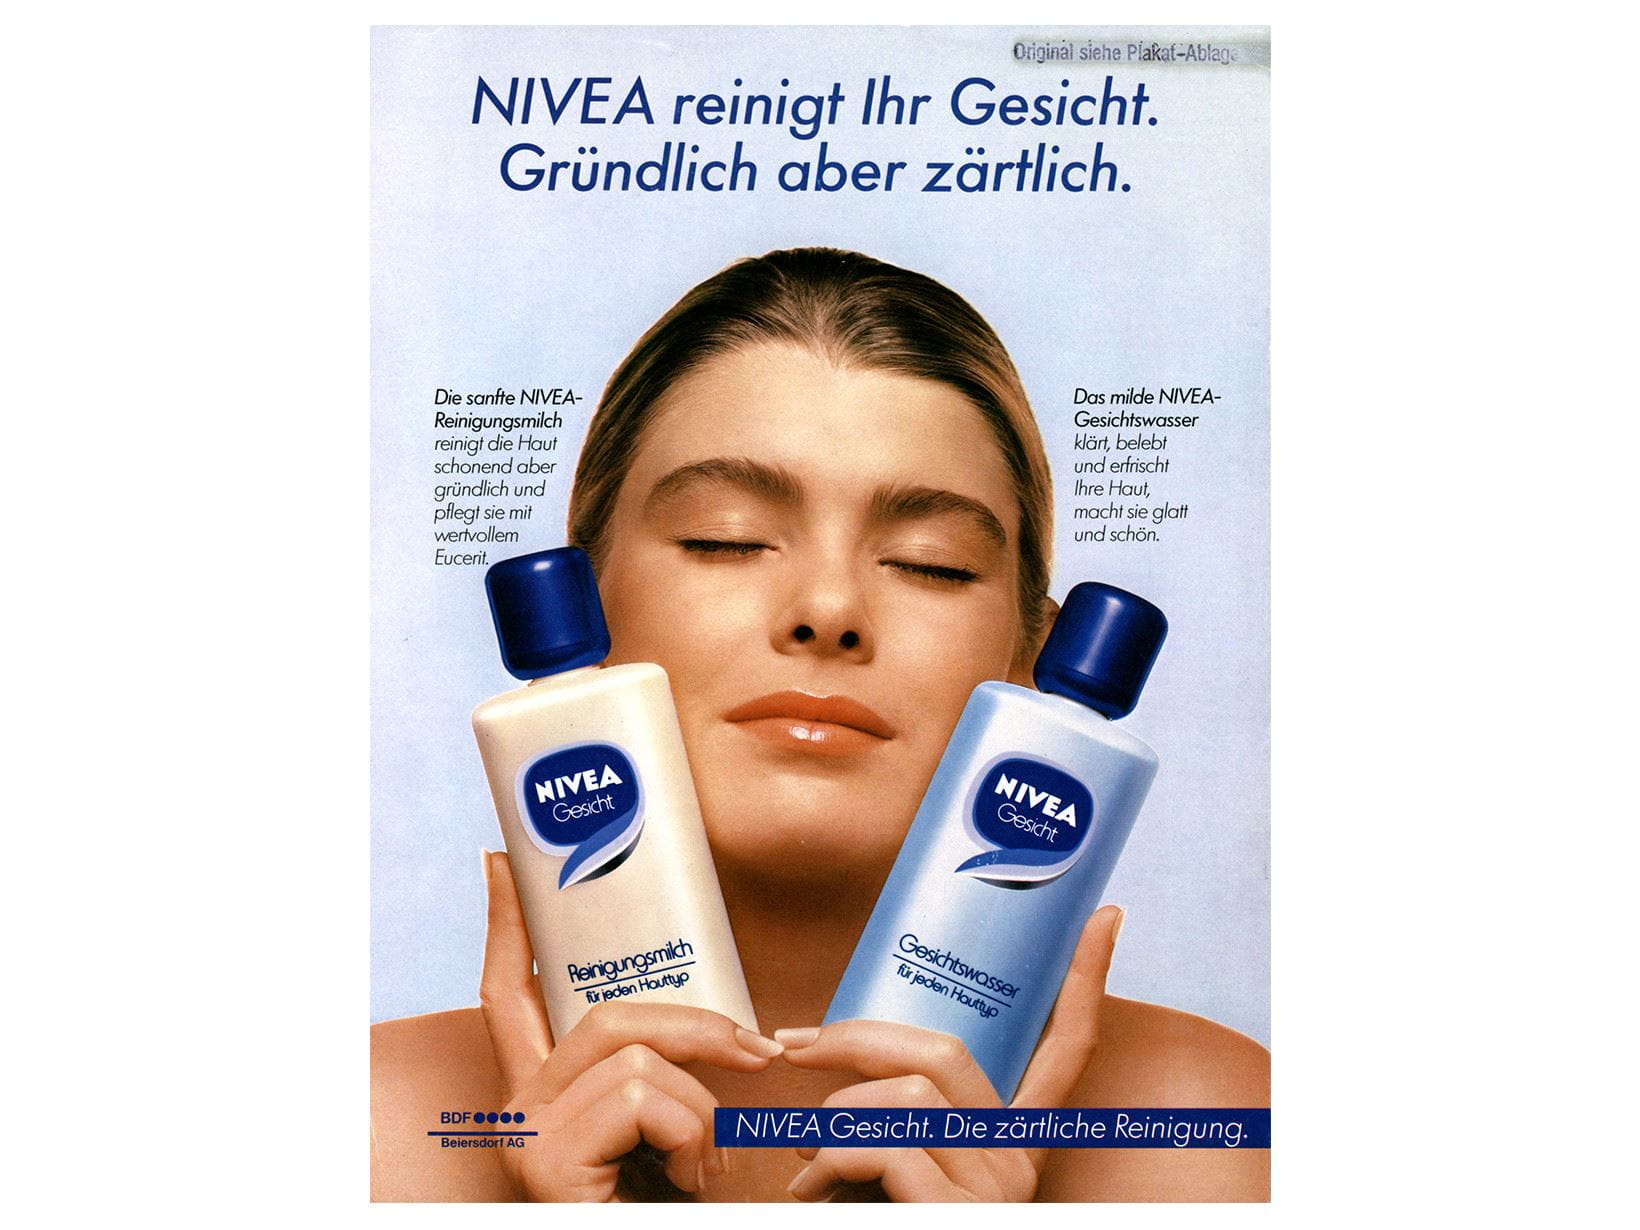 Original siehe Plakat-Ablage
NIVEA reinigt Ihr Gesicht.
Gründlich aber zärtlich.
Die sanfte NIVEA-
Reinigungsmilch
reinigt die Haut
schonend aber
gründlich und
pflegt sie mit
wertvollem
Eucerit.
Das milde NIVEA-
Gesichtswasser
klärt, belebt
und erfrischt
Ihre Haut,
macht sie glatt
und schön.
NIVEA
Gesicht
Reinigungsmilch
für jeden Hauttyp
NIVEA
Gesicht
Gesichtswasser
für jeden Hauttyp
BDF
Beiersdorf AG
NIVEA Gesicht. Die zärtliche Reinigung.